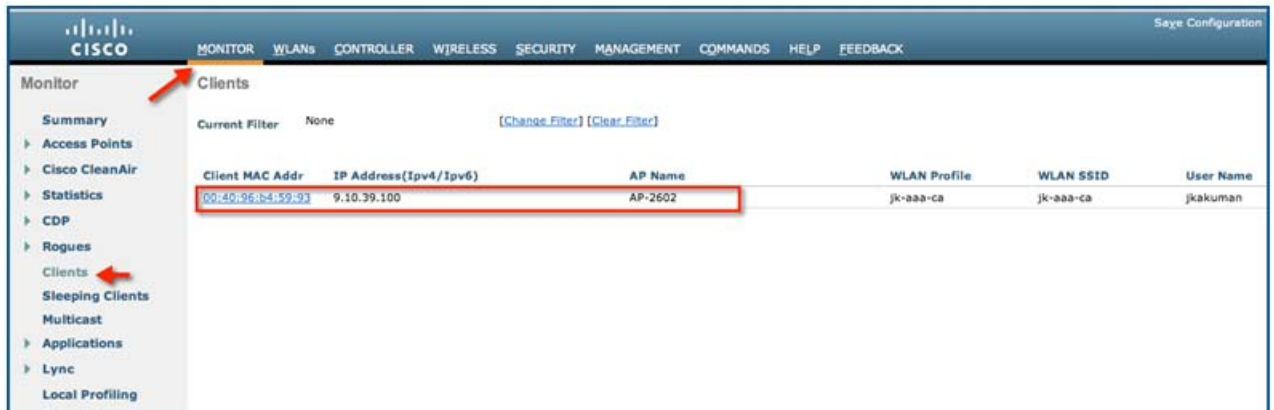 Save Configuration
CISCO
MONITOR WLANs CONTROLLER WIRELESS SECURITY MANAGEMENT COMMANDS HELP FEEDBACK
Monitor
Summary
Access Points
Cisco CleanAir
Statistics
CDP
Rogues
Clients
Sleeping Clients
Multicast
Applications
Lync
Local Profiling
Clients
Current Filter None [Change Filter] [Clear Filter]
Client MAC Addr IP Address(Ipv4/Ipv6) AP Name WLAN Profile WLAN SSID User Name
00:40:96:b4:59:93 9.10.39.100 AP-2602 jk-aaa-ca jk-aaa-ca jkakuman